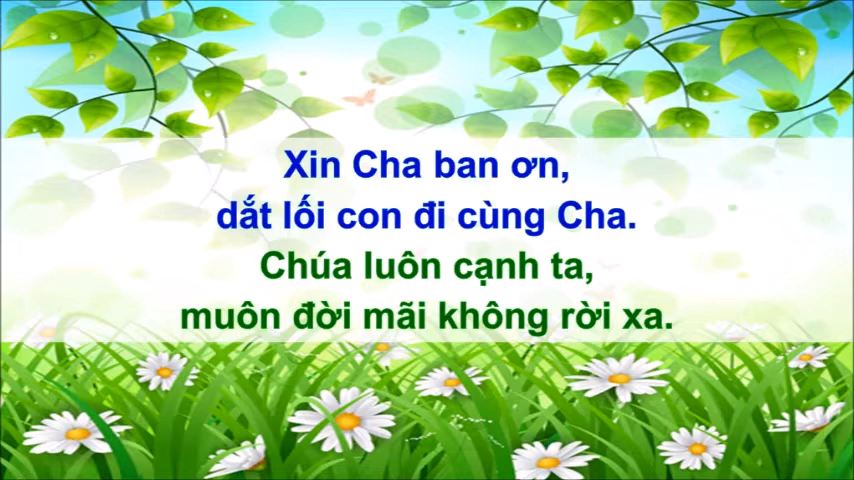 Xin Cha ban ơn,
dắt lối con đi cùng Cha.
Chúa luôn cạnh ta,
muôn đời mãi không rời xa.